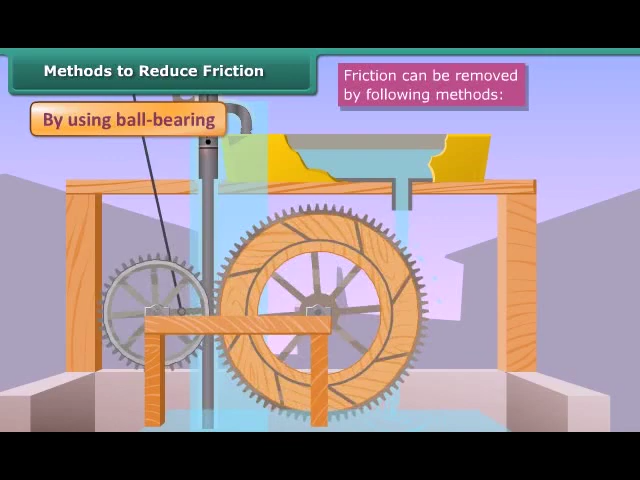 Methods to Reduce Friction
Friction can be removed
by following methods:
By using ball-bearing